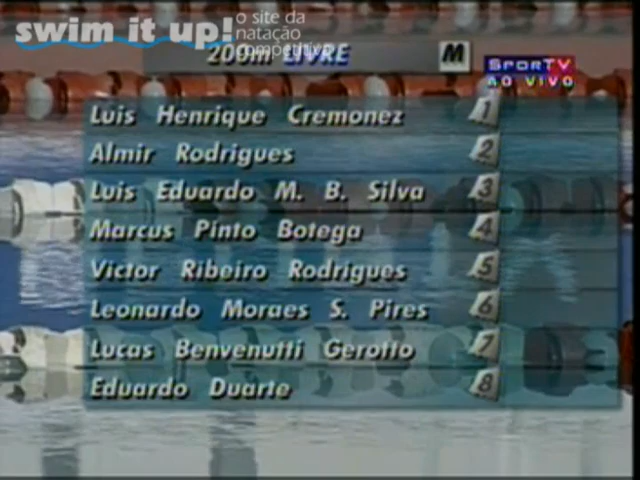 swim it up!
o site da
natação
competitiva
200m LIVRE M
SPORTV
AO VIVO
Luis Henrique Cremonez 1
Almir Rodrigues 2
Luis Eduardo M. B. Silva 3
Marcus Pinto Botega 4
Victor Ribeiro Rodrigues 5
Leonardo Moraes S. Pires 6
Lucas Benvenutti Gerotto 7
Eduardo Duarte 8